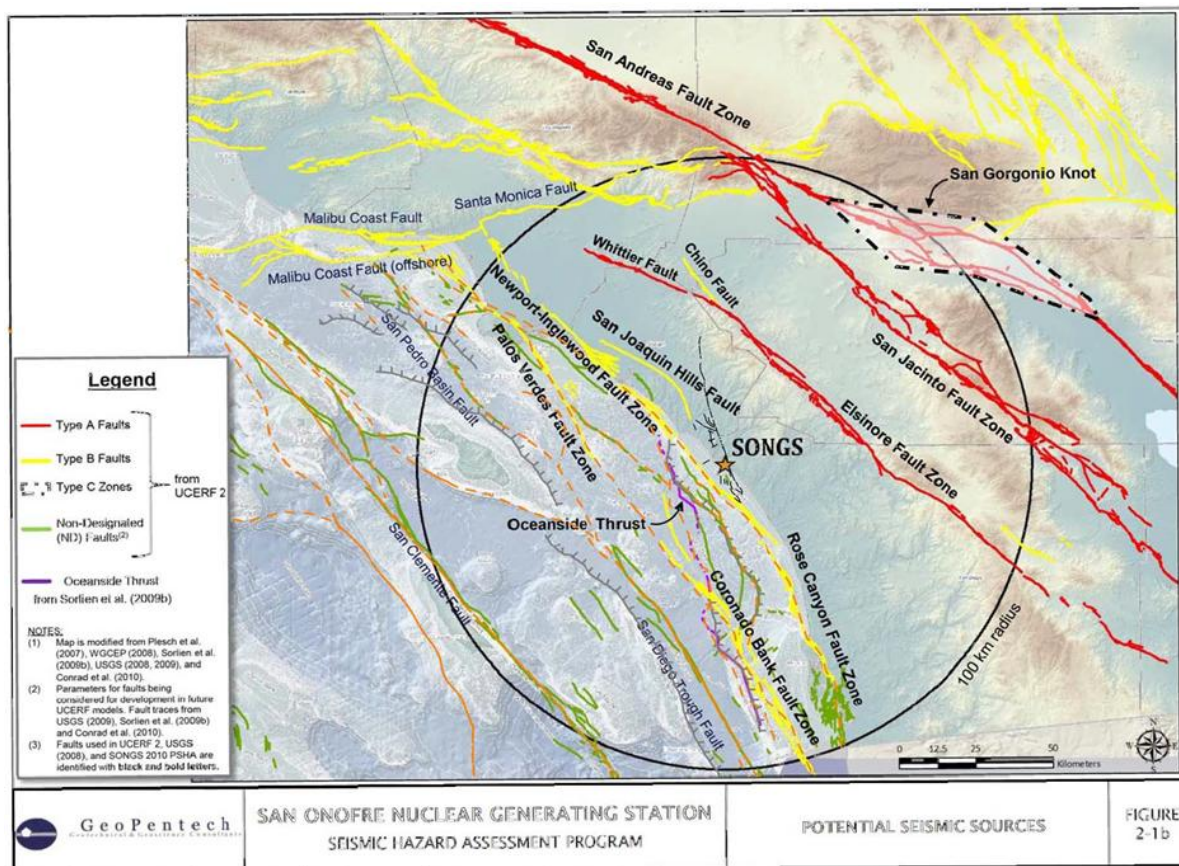 San Andreas Fault Zone
San Gorgonio Knot
Santa Monica Fault
Malibu Coast Fault
Malibu Coast Fault (offshore)
Whittier Fault
Chino Fault
Newport-Inglewood Fault Zone
San Joaquin Hills Fault
Palos Verdes Fault Zone
San Pedro Basin Fault
San Jacinto Fault Zone
Elsinore Fault Zone
SONGS
Oceanside Thrust
San Clemente Fault
Rose Canyon Fault Zone
Coronado Bank Fault Zone
San Diego Trough Fault
100 km radius
Legend
Type A Faults
Type B Faults
Type C Zones
Non-Designated
(ND) Faults(2)
from
UCERF 2
Oceanside Thrust
from Sorlien et al. (2009b)
NOTES:
(1) Map is modified from Plesch et al.
(2007), WGCEP (2008), Sorlien et al.
(2009b), USGS (2008, 2009), and
Conrad et al. (2010).
(2) Parameters for faults being
considered for development in future
UCERF models. Fault traces from
USGS (2009), Sorlien et al. (2009b)
and Conrad et al. (2010).
(3) Faults used in UCERF 2, USGS
(2008), and SONGS 2010 PSHA are
identified with black and bold letters.
N
W E
S
0 12.5 25 50
Kilometers
GeoPentech
Geotechnical & Geoscience Consultants
SAN ONOFRE NUCLEAR GENERATING STATION
SEISMIC HAZARD ASSESSMENT PROGRAM
POTENTIAL SEISMIC SOURCES
FIGURE
2-1b